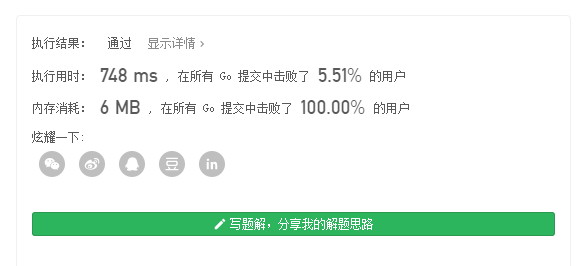 执行结果： 通过 显示详情 ›
执行用时： 748 ms ，在所有 Go 提交中击败了 5.51% 的用户
内存消耗： 6 MB ，在所有 Go 提交中击败了 100.00% 的用户
炫耀一下：
豆 in
写题解，分享我的解题思路